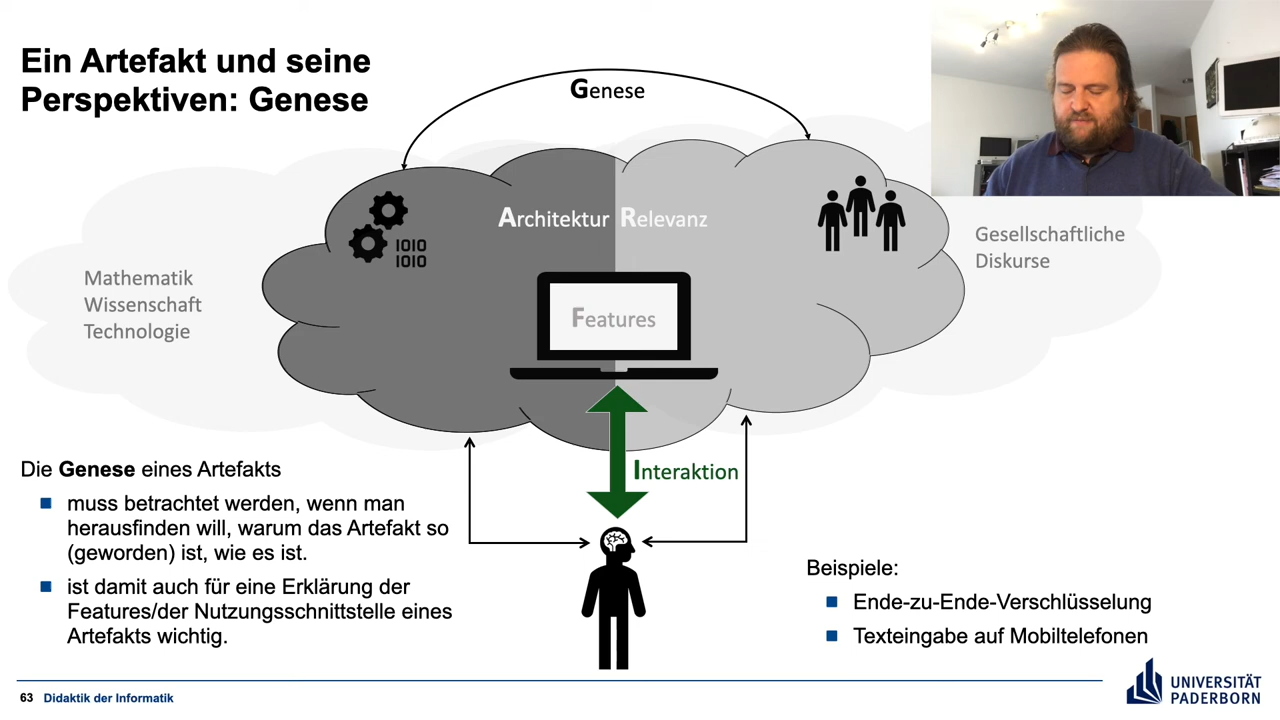 Ein Artefakt und seine
Perspektiven: Genese
Genese
Architektur Relevanz
1010
1010
Mathematik
Wissenschaft
Technologie
Gesellschaftliche
Diskurse
Features
Interaktion
Die Genese eines Artefakts
muss betrachtet werden, wenn man
herausfinden will, warum das Artefakt so
(geworden) ist, wie es ist.
ist damit auch für eine Erklärung der
Features/der Nutzungsschnittstelle eines
Artefakts wichtig.
Beispiele:
Ende-zu-Ende-Verschlüsselung
Texteingabe auf Mobiltelefonen
63 Didaktik der Informatik
UNIVERSITÄT
PADERBORN